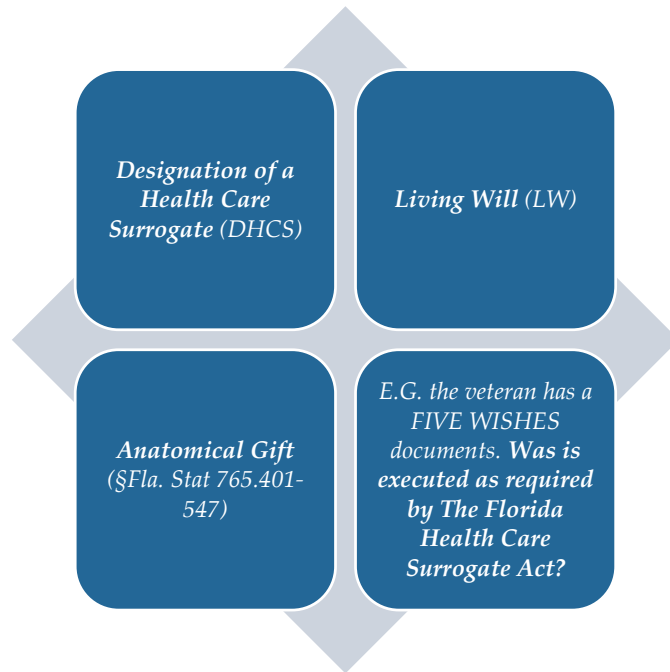 Designation of a
Health Care
Surrogate (DHCS)
Living Will (LW)
Anatomical Gift
(§Fla. Stat 765.401-
547)
E.G. the veteran has a
FIVE WISHES
documents. Was is
executed as required
by The Florida
Health Care
Surrogate Act?